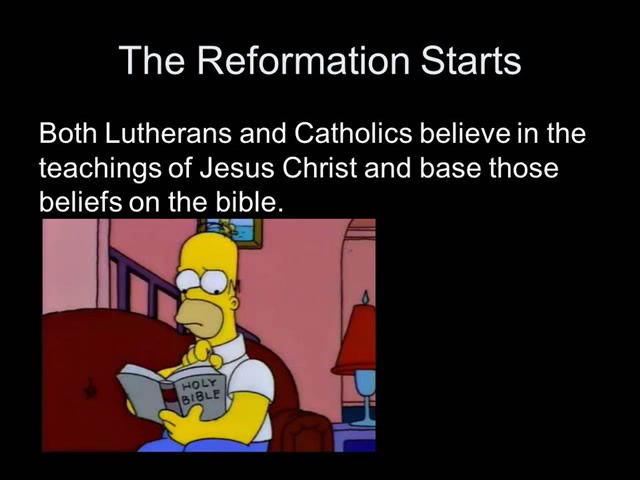 The Reformation Starts
Both Lutherans and Catholics believe in the
teachings of Jesus Christ and base those
beliefs on the bible.
HOLY
BIBLE